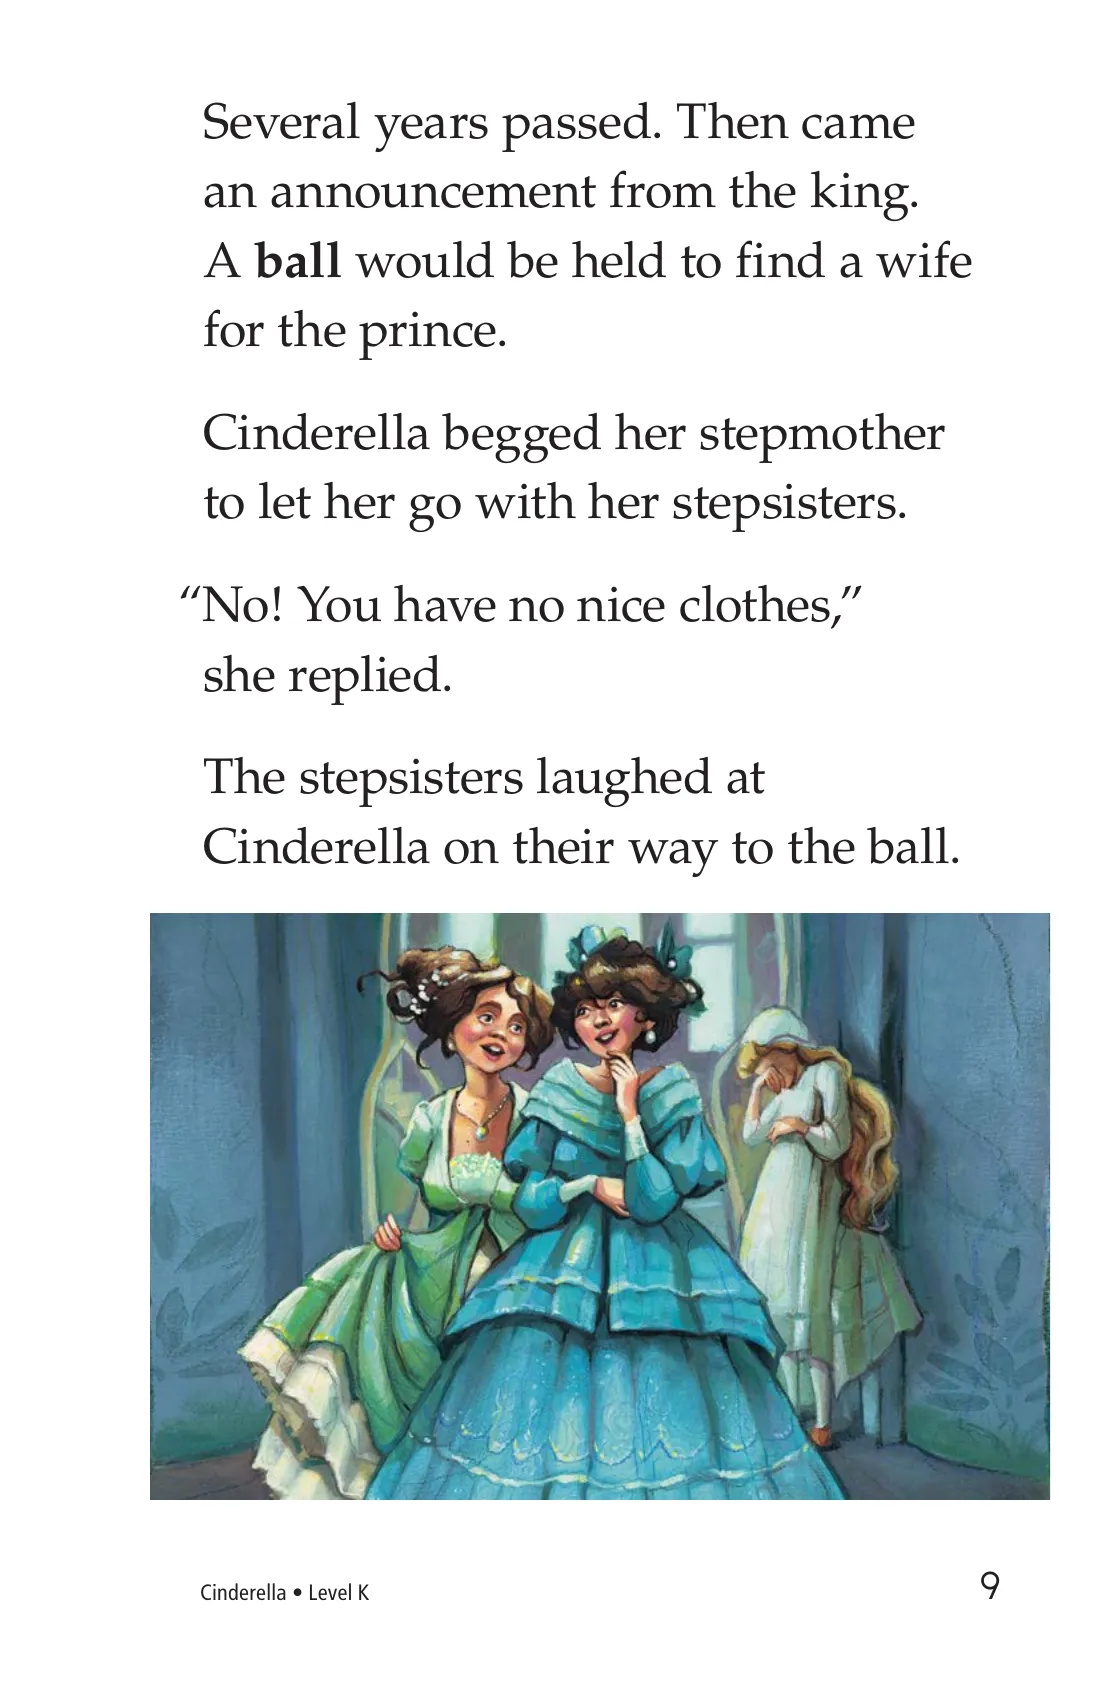 Several years passed. Then came
an announcement from the king.
A ball would be held to find a wife
for the prince.
Cinderella begged her stepmother
to let her go with her stepsisters.
“No! You have no nice clothes,”
she replied.
The stepsisters laughed at
Cinderella on their way to the ball.
Cinderella • Level K
9